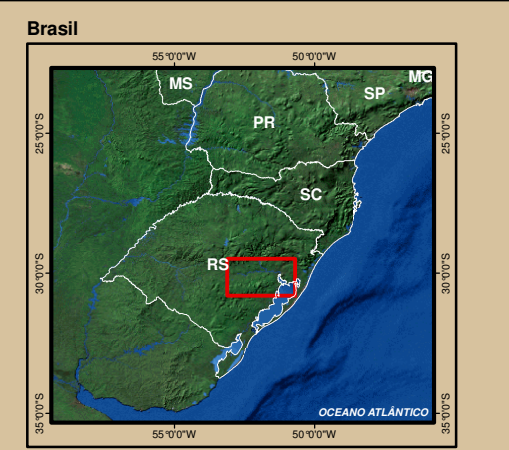 Brasil
55°0'0"W 50°0'0"W
MS MG
SP
PR
25°0'0"S 25°0'0"S
SC
RS
30°0'0"S 30°0'0"S
OCEANO ATLÂNTICO
35°0'0"S 35°0'0"S
55°0'0"W 50°0'0"W